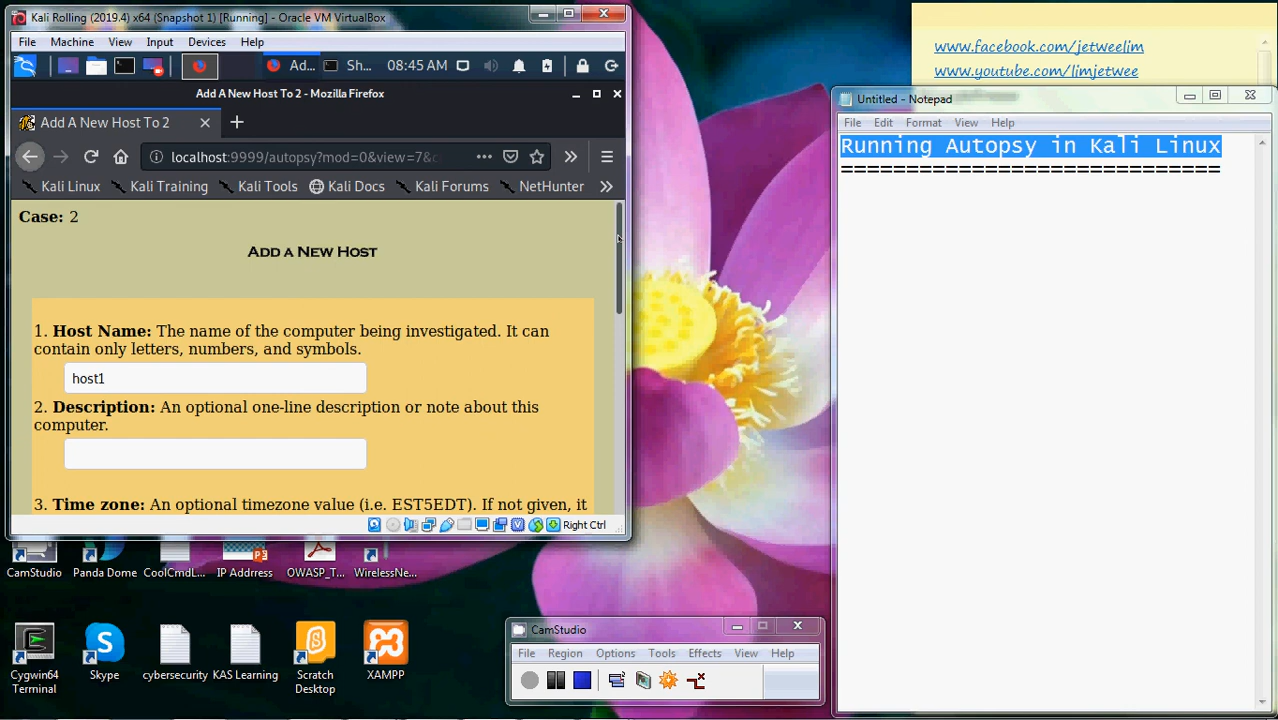 Kali Rolling (2019.4) x64 (Snapshot 1) [Running] - Oracle VM VirtualBox
File Machine View Input Devices Help
Ad... Sh... 08:45 AM
Add A New Host To 2 - Mozilla Firefox
Add A New Host To 2
localhost:9999/autopsy?mod=0&view=7&c
Kali Linux Kali Training Kali Tools Kali Docs Kali Forums NetHunter
Case: 2
Add a New Host
1. Host Name: The name of the computer being investigated. It can
contain only letters, numbers, and symbols.
host1
2. Description: An optional one-line description or note about this
computer.
3. Time zone: An optional timezone value (i.e. EST5EDT). If not given, it
Right Ctrl
www.facebook.com/jetweelim
www.youtube.com/limjetwee
Untitled - Notepad
File Edit Format View Help
Running Autopsy in Kali Linux
=============================
CamStudio Panda Dome CoolCmdL... IP Addrress OWASP_T... WirelessNe...
Cygwin64
Terminal
Skype
cybersecurity
KAS Learning
Scratch
Desktop
XAMPP
CamStudio
File Region Options Tools Effects View Help